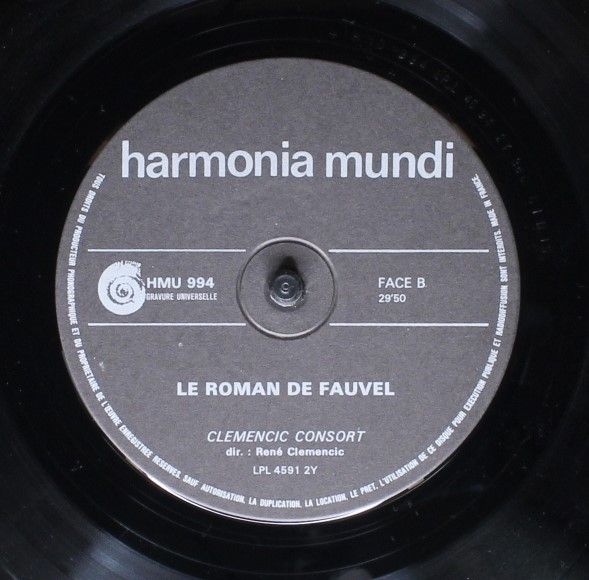 harmonia mundi
HMU 994
GRAVURE UNIVERSELLE
FACE B
29'50
LE ROMAN DE FAUVEL
CLEMENCIC CONSORT
dir. : René Clemencic
LPL 4591 2Y
TOUS DROITS DU PRODUCTEUR PHONOGRAPHIQUE ET DU PROPRIETAIRE DE L'ŒUVRE ENREGISTREE RESERVES. SAUF AUTORISATION, LA DUPLICATION, LA LOCATION, LE PRET, L'UTILISATION DE CE DISQUE POUR EXECUTION PUBLIQUE ET RADIODIFFUSION SONT INTERDITS. MADE IN FRANCE.